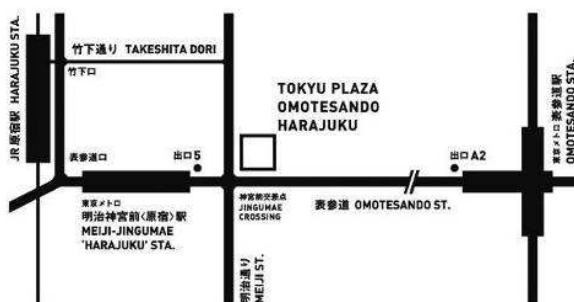 JR 原宿駅 HARAJUKU STA.
竹下通り TAKESHITA DORI
竹下口
TOKYU PLAZA
OMOTESANDO
HARAJUKU
表参道口
出口 5
出口 A2
東京メトロ 表参道駅
OMOTESANDO STA.
東京メトロ
明治神宮前〈原宿〉駅
MEIJI-JINGUMAE
'HARAJUKU' STA.
神宮前交差点
JINGUMAE
CROSSING
表参道 OMOTESANDO ST.
明治通り
MEIJI ST.